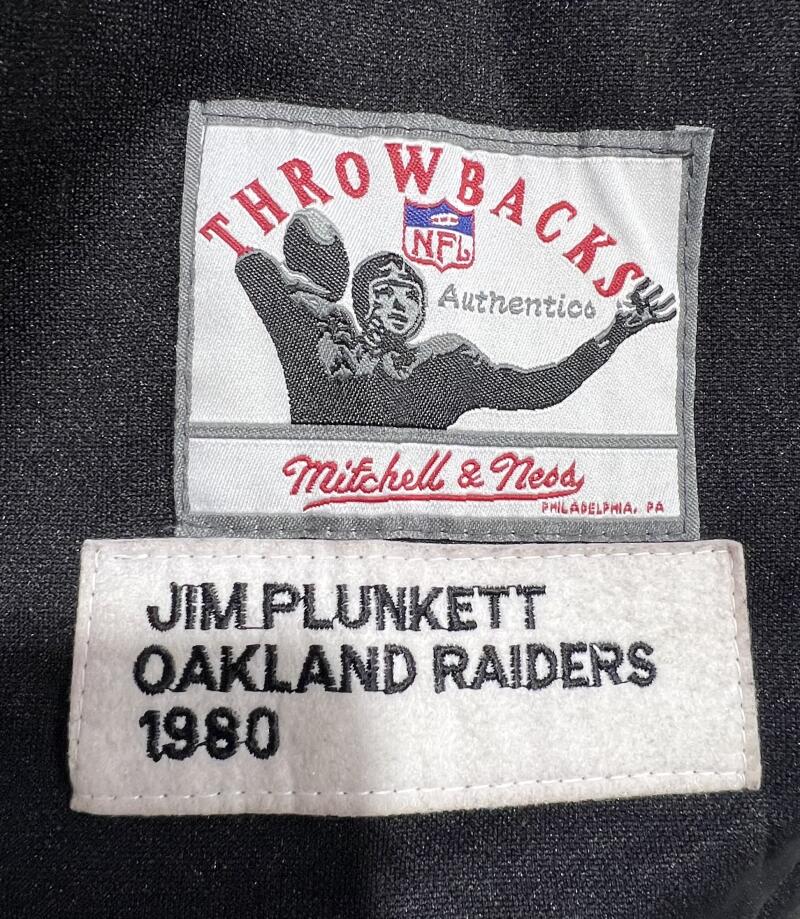 THROWBACKS
NFL
Authentics
Mitchell & Ness
PHILADELPHIA, PA
JIM PLUNKETT
OAKLAND RAIDERS
1980